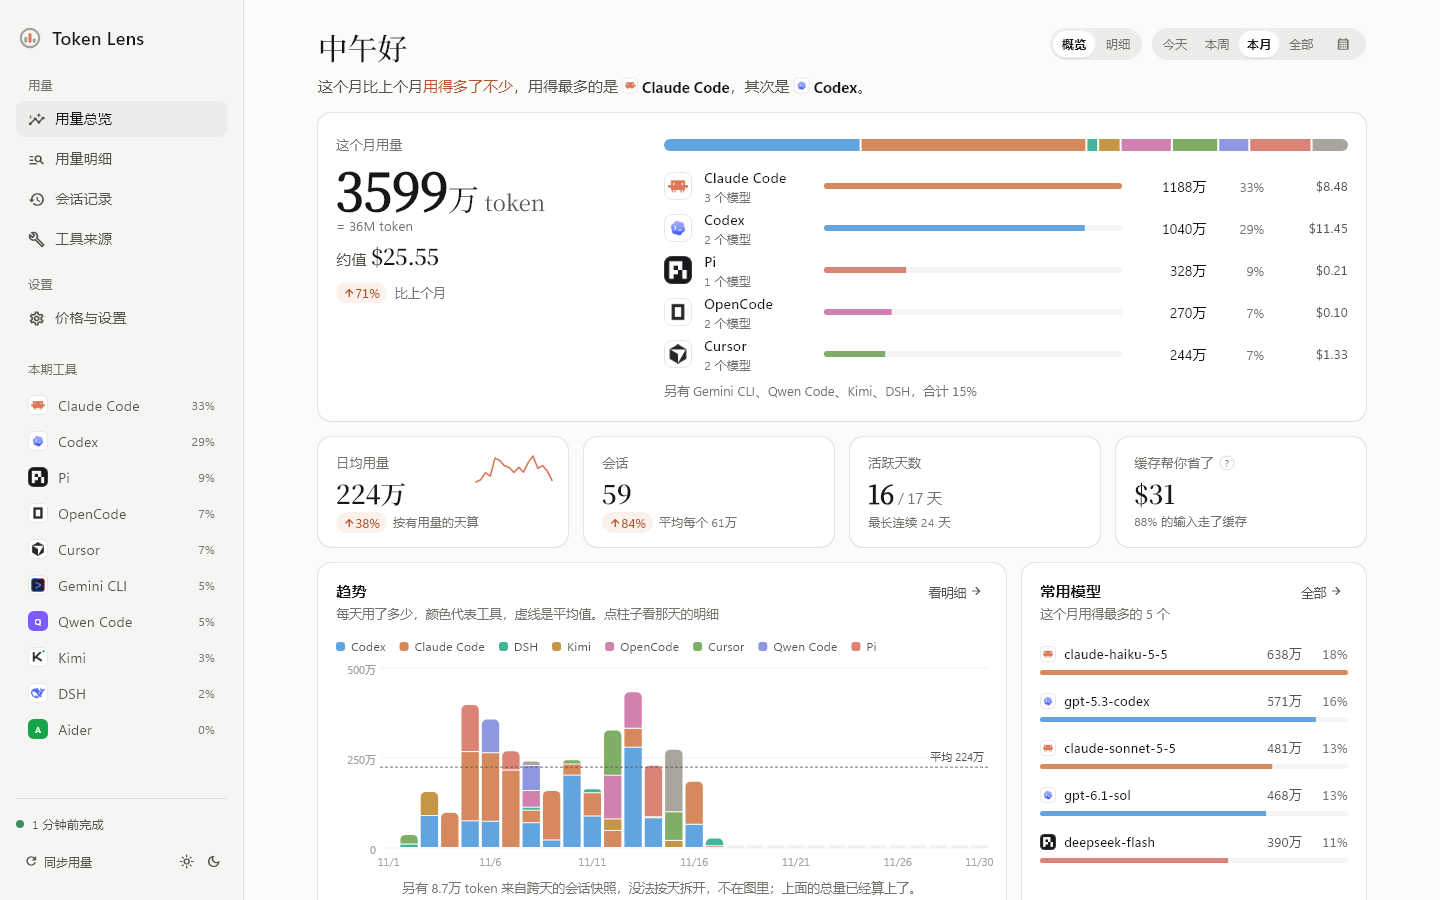 Token Lens
用量
用量总览
用量明细
会话记录
工具来源
设置
价格与设置
本期工具
Claude Code 33%
Codex 29%
Pi 9%
OpenCode 7%
Cursor 7%
Gemini CLI 5%
Qwen Code 5%
Kimi 3%
DSH 2%
Aider 0%
1 分钟前完成
同步用量
中午好
概览 明细 今天 本周 本月 全部
这个月比上个月用得多了不少，用得最多的是 Claude Code，其次是 Codex。
这个月用量
3599万 token
= 36M token
约值 $25.55
↑71% 比上个月
Claude Code 1188万 33% $8.48
3 个模型
Codex 1040万 29% $11.45
2 个模型
Pi 328万 9% $0.21
1 个模型
OpenCode 270万 7% $0.10
2 个模型
Cursor 244万 7% $1.33
2 个模型
另有 Gemini CLI、Qwen Code、Kimi、DSH，合计 15%
日均用量
224万
↑38% 按有用量的天算
会话
59
↑84% 平均每个 61万
活跃天数
16 / 17 天
最长连续 24 天
缓存帮你省了 ?
$31
88% 的输入走了缓存
趋势 看明细 →
每天用了多少，颜色代表工具，虚线是平均值。点柱子看那天的明细
Codex Claude Code DSH Kimi OpenCode Cursor Qwen Code Pi
500万
250万
0
平均 224万
11/1 11/6 11/11 11/16 11/21 11/26 11/30
另有 8.7万 token 来自跨天的会话快照，没法按天拆开，不在图里；上面的总量已经算上了。
常用模型 全部 →
这个月用得最多的 5 个
claude-haiku-5-5 638万 18%
gpt-5.3-codex 571万 16%
claude-sonnet-5-5 481万 13%
gpt-6.1-sol 468万 13%
deepseek-flash 390万 11%